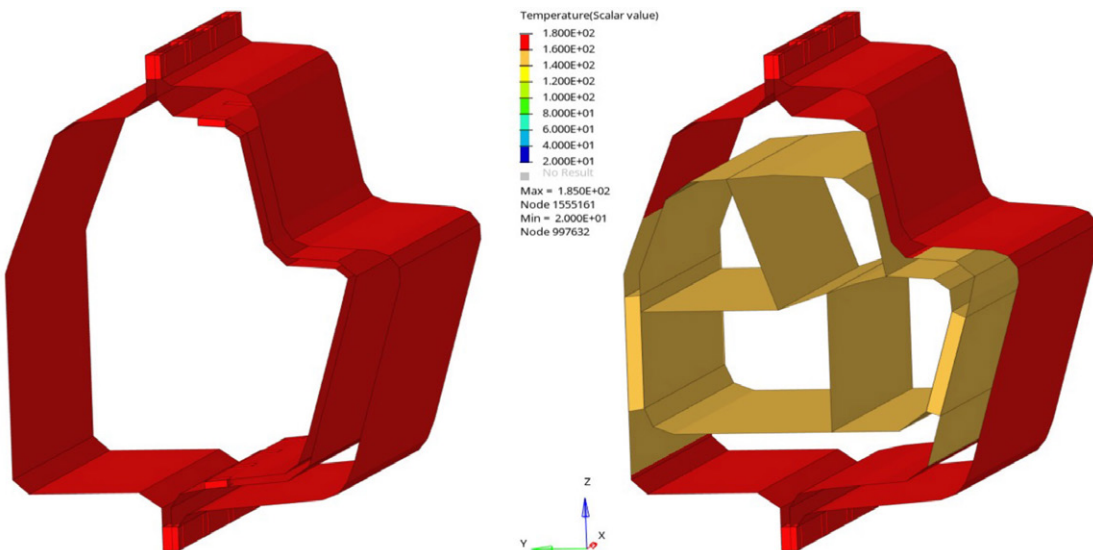 Temperature(Scalar value)
1.800E+02
1.600E+02
1.400E+02
1.200E+02
1.000E+02
8.000E+01
6.000E+01
4.000E+01
2.000E+01
No Result
Max = 1.850E+02
Node 1555161
Min = 2.000E+01
Node 997632
Z
X
Y